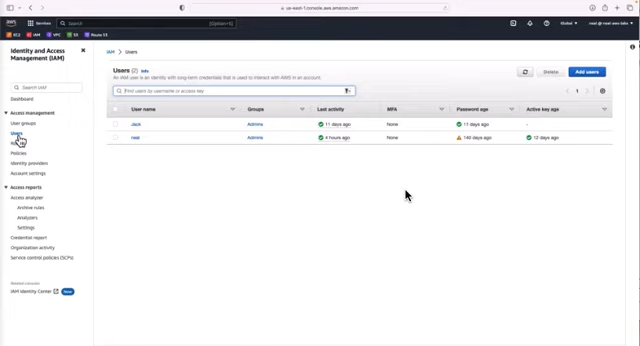 us-east-1.console.aws.amazon.com
aws
Services
Search
[Option+S]
Global
neal @ neal-aws-labs
EC2
IAM
VPC
S3
Route 53
Identity and Access Management (IAM)
Search IAM
Dashboard
Access management
User groups
Users
Policies
Identity providers
Account settings
Access reports
Access analyzer
Archive rules
Analyzers
Settings
Credential report
Organization activity
Service control policies (SCPs)
Related consoles
IAM Identity Center
New
IAM > Users
Users (2) Info
An IAM user is an identity with long-term credentials that is used to interact with AWS in an account.
Delete
Add users
Find users by username or access key
1
User name Groups Last activity MFA Password age Active key age
Jack Admins 11 days ago None 11 days ago -
neal Admins 4 hours ago None 140 days ago 12 days ago